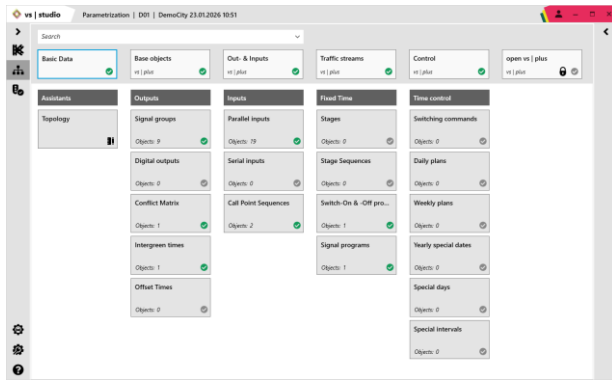 vs | studio Parametrization | D01 | DemoCity 23.01.2026 10:51
Search
Basic Data
Base objects
vs | plus
Out- & Inputs
vs | plus
Traffic streams
vs | plus
Control
vs | plus
open vs | plus
vs | plus
Assistants
Topology
Outputs
Signal groups
Objects: 9
Digital outputs
Objects: 0
Conflict Matrix
Objects: 1
Intergreen times
Objects: 1
Offset Times
Objects: 0
Inputs
Parallel inputs
Objects: 19
Serial inputs
Objects: 0
Call Point Sequences
Objects: 2
Fixed Time
Stages
Objects: 0
Stage Sequences
Objects: 0
Switch-On & -Off pro...
Objects: 1
Signal programs
Objects: 1
Time control
Switching commands
Objects: 0
Daily plans
Objects: 0
Weekly plans
Objects: 0
Yearly special dates
Objects: 0
Special days
Objects: 0
Special intervals
Objects: 0